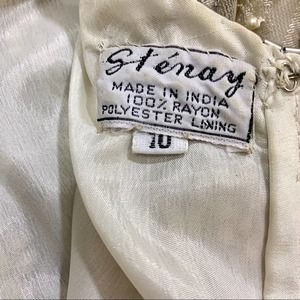 Sténay
MADE IN INDIA
100% RAYON
POLYESTER LINING
10